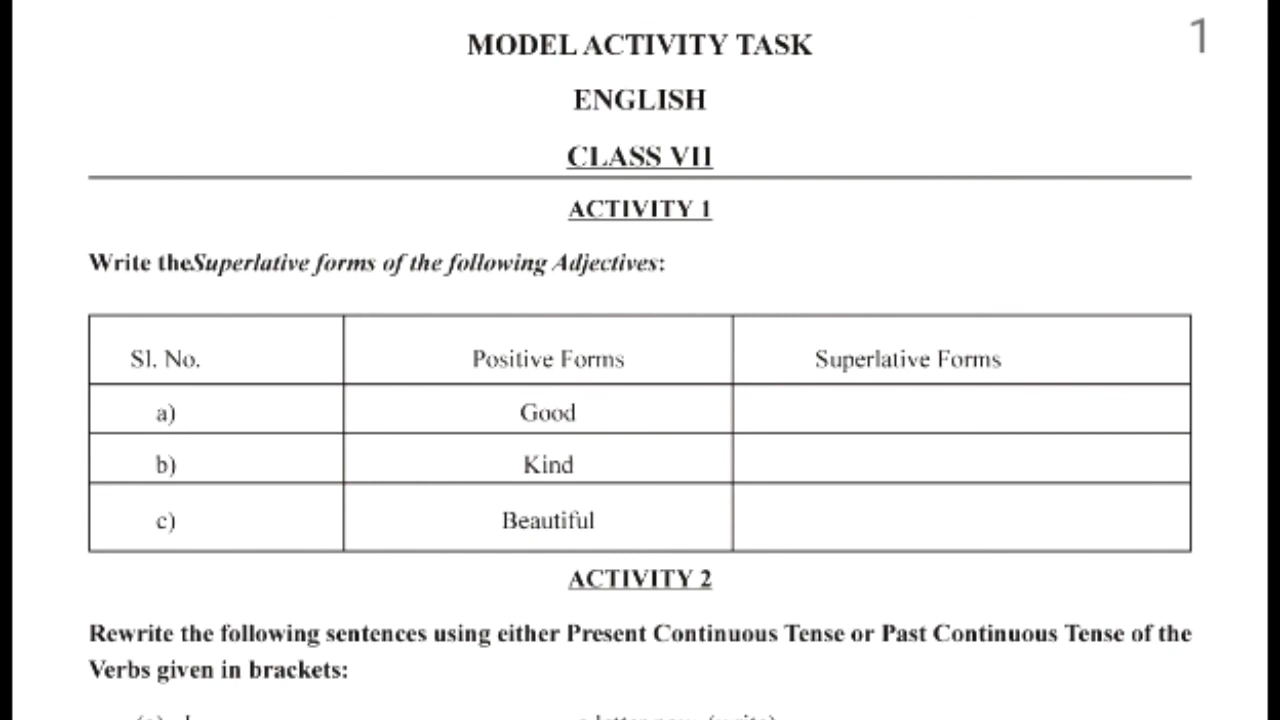 1
MODEL ACTIVITY TASK
ENGLISH
CLASS VII
ACTIVITY 1
Write theSuperlative forms of the following Adjectives:
Sl. No. Positive Forms Superlative Forms
a) Good
b) Kind
c) Beautiful
ACTIVITY 2
Rewrite the following sentences using either Present Continuous Tense or Past Continuous Tense of the
Verbs given in brackets: